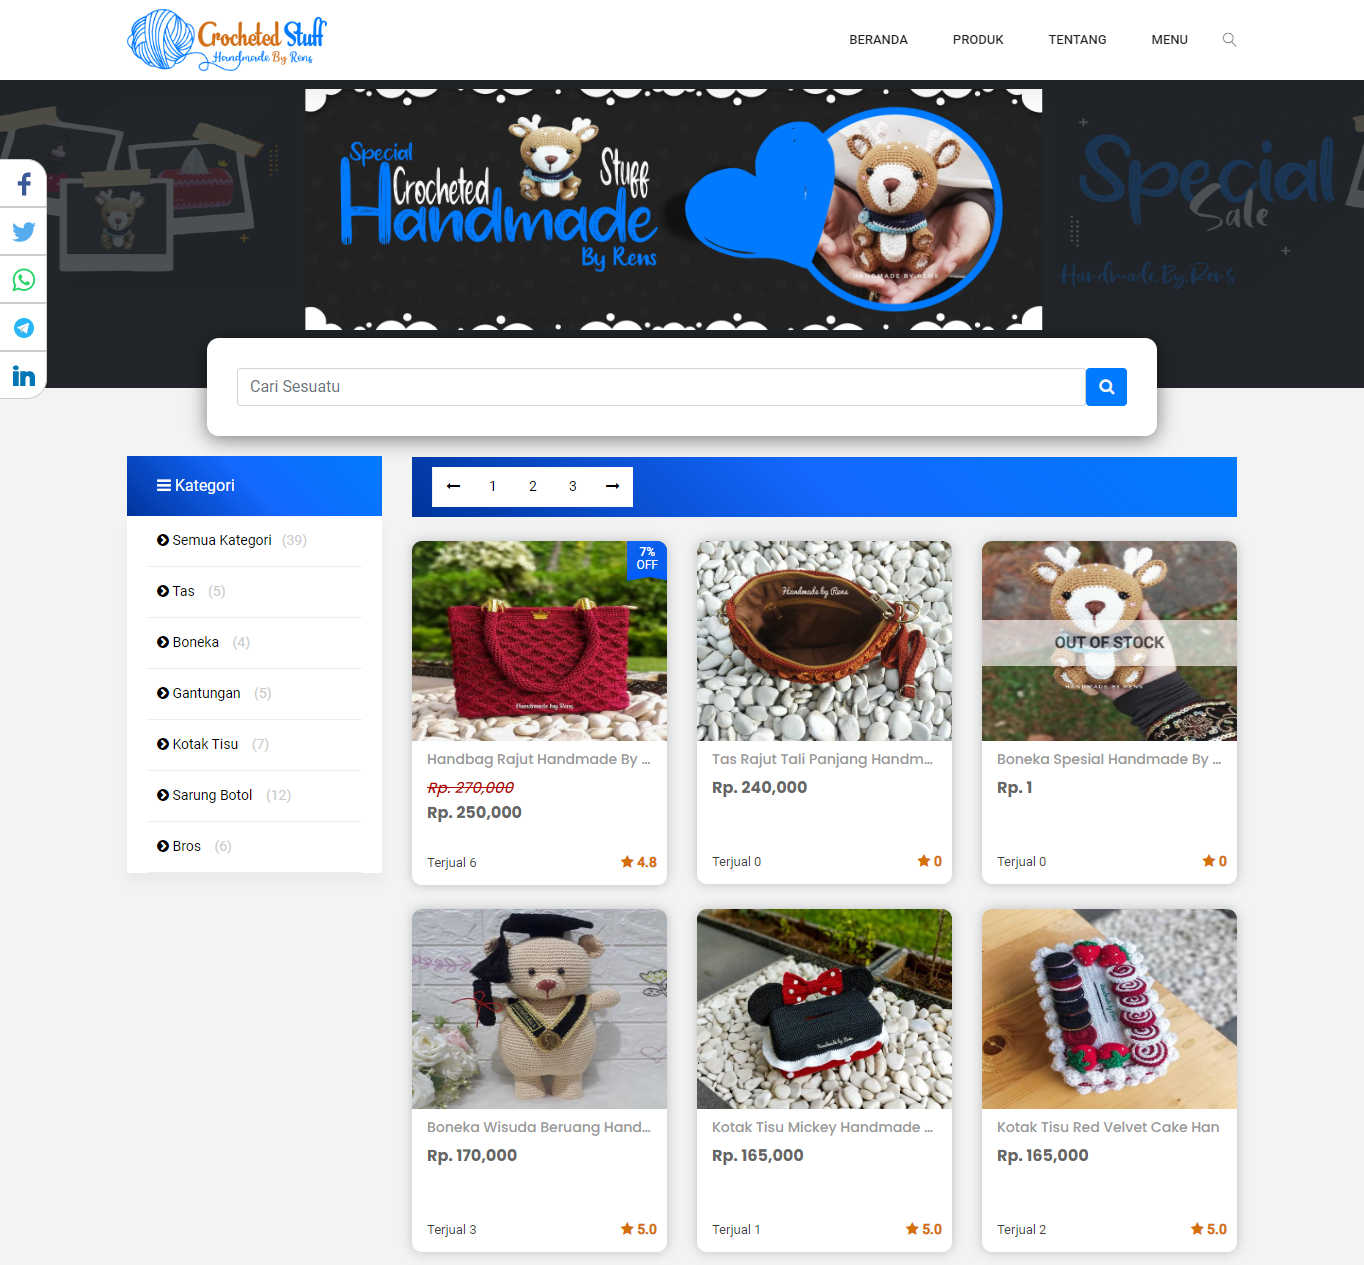 Crocheted Stuff
Handmade By Rens
BERANDA
PRODUK
TENTANG
MENU
Special
Crocheted
Stuff
Handmade
By Rens
HANDMADE BY RENS
Special
Sale
Handmade By Rens
Cari Sesuatu
Kategori
Semua Kategori (39)
Tas (5)
Boneka (4)
Gantungan (5)
Kotak Tisu (7)
Sarung Botol (12)
Bros (6)
1 2 3
7%
OFF
Handmade by Rens
Handbag Rajut Handmade By ...
Rp. 270,000
Rp. 250,000
Terjual 6
4.8
Handmade by Rens
Tas Rajut Tali Panjang Handm...
Rp. 240,000
Terjual 0
0
OUT OF STOCK
HANDMADE BY RENS
Boneka Spesial Handmade By ...
Rp. 1
Terjual 0
0
Boneka Wisuda Beruang Hand...
Rp. 170,000
Terjual 3
5.0
Handmade by Rens
Kotak Tisu Mickey Handmade ...
Rp. 165,000
Terjual 1
5.0
Kotak Tisu Red Velvet Cake Han
Rp. 165,000
Terjual 2
5.0